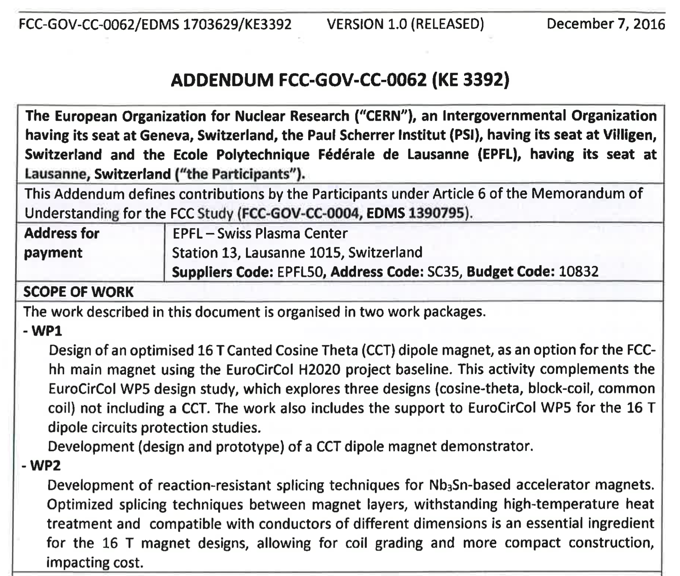 FCC-GOV-CC-0062/EDMS 1703629/KE3392 VERSION 1.0 (RELEASED) December 7, 2016
ADDENDUM FCC-GOV-CC-0062 (KE 3392)
The European Organization for Nuclear Research ("CERN"), an Intergovernmental Organization
having its seat at Geneva, Switzerland, the Paul Scherrer Institut (PSI), having its seat at Villigen,
Switzerland and the Ecole Polytechnique Fédérale de Lausanne (EPFL), having its seat at
Lausanne, Switzerland ("the Participants").
This Addendum defines contributions by the Participants under Article 6 of the Memorandum of
Understanding for the FCC Study (FCC-GOV-CC-0004, EDMS 1390795).
Address for EPFL – Swiss Plasma Center
payment Station 13, Lausanne 1015, Switzerland
Suppliers Code: EPFL50, Address Code: SC35, Budget Code: 10832
SCOPE OF WORK
The work described in this document is organised in two work packages.
- WP1
Design of an optimised 16 T Canted Cosine Theta (CCT) dipole magnet, as an option for the FCC-
hh main magnet using the EuroCirCol H2020 project baseline. This activity complements the
EuroCirCol WP5 design study, which explores three designs (cosine-theta, block-coil, common
coil) not including a CCT. The work also includes the support to EuroCirCol WP5 for the 16 T
dipole circuits protection studies.
Development (design and prototype) of a CCT dipole magnet demonstrator.
- WP2
Development of reaction-resistant splicing techniques for Nb₃Sn-based accelerator magnets.
Optimized splicing techniques between magnet layers, withstanding high-temperature heat
treatment and compatible with conductors of different dimensions is an essential ingredient
for the 16 T magnet designs, allowing for coil grading and more compact construction,
impacting cost.